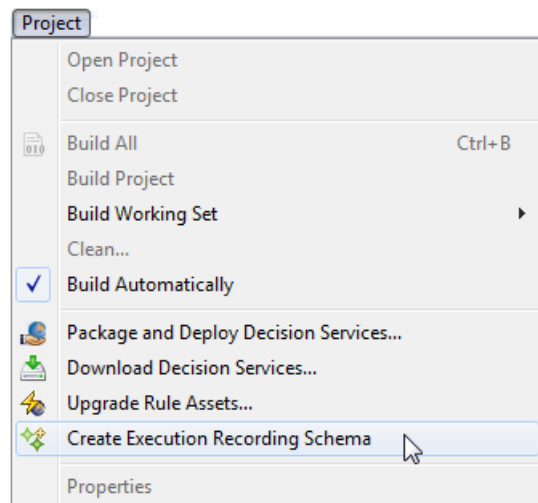 Project
Open Project
Close Project
Build All Ctrl+B
Build Project
Build Working Set
Clean...
Build Automatically
Package and Deploy Decision Services...
Download Decision Services...
Upgrade Rule Assets...
Create Execution Recording Schema
Properties